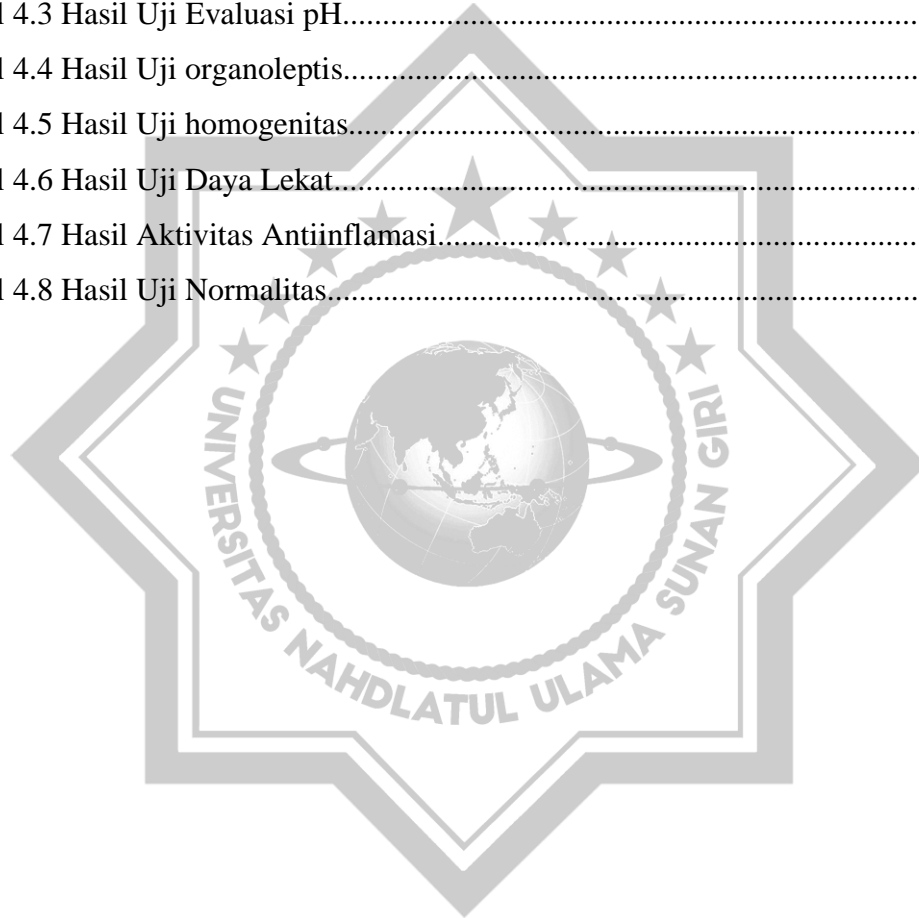 l 4.3 Hasil Uji Evaluasi pH
l 4.4 Hasil Uji organoleptis
l 4.5 Hasil Uji homogenitas
l 4.6 Hasil Uji Daya Lekat
l 4.7 Hasil Aktivitas Antiinflamasi
l 4.8 Hasil Uji Normalitas
UNIVERSITAS NAHDLATUL ULAMA SUNAN GIRI